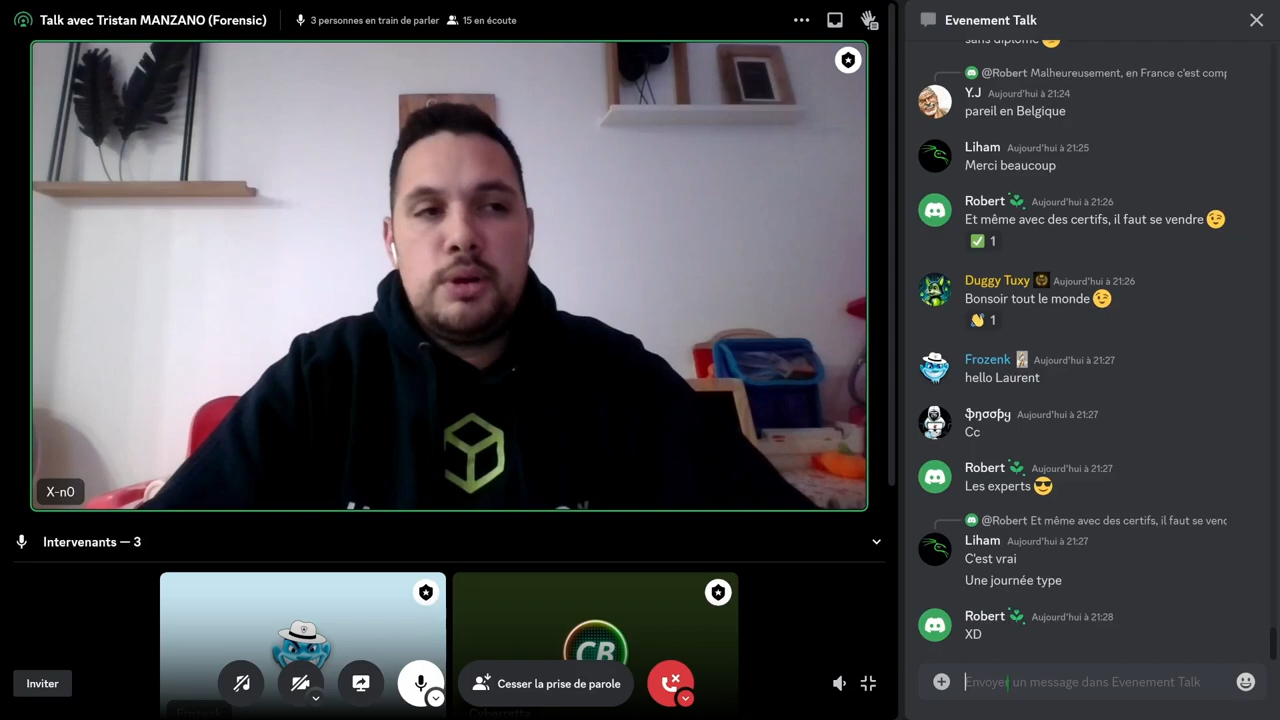 Talk avec Tristan MANZANO (Forensic)
3 personnes en train de parler
15 en écoute
X-n0
Intervenants — 3
CB
Inviter
Cesser la prise de parole
Evenement Talk
sans diplôme
@Robert Malheureusement, en France c'est comp
Y.J Aujourd'hui à 21:24
pareil en Belgique
Liham Aujourd'hui à 21:25
Merci beaucoup
Robert Aujourd'hui à 21:26
Et même avec des certifs, il faut se vendre 😉
✅ 1
Duggy Tuxy Aujourd'hui à 21:26
Bonsoir tout le monde 😉
👋 1
Frozenk Aujourd'hui à 21:27
hello Laurent
Aujourd'hui à 21:27
Cc
Robert Aujourd'hui à 21:27
Les experts 😎
@Robert Et même avec des certifs, il faut se venc
Liham Aujourd'hui à 21:27
C'est vrai
Une journée type
Robert Aujourd'hui à 21:28
XD
Envoyer un message dans Evenement Talk